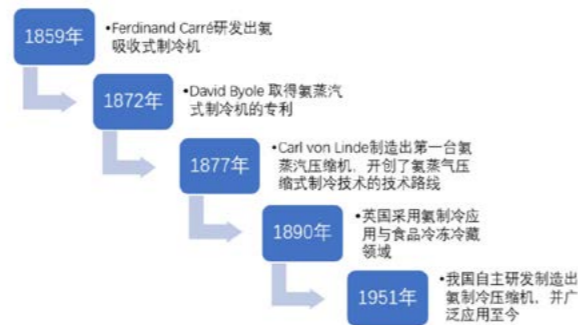 1859年
•Ferdinand Carré研发出氨
吸收式制冷机
1872年
•David Byole 取得氨蒸汽
式制冷机的专利
1877年
•Carl von Linde制造出第一台氨
蒸汽压缩机，开创了氨蒸气压
缩式制冷技术的技术路线
1890年
•英国采用氨制冷应
用与食品冷冻冷藏
领域
1951年
•我国自主研发制造出
氨制冷压缩机，并广
泛应用至今